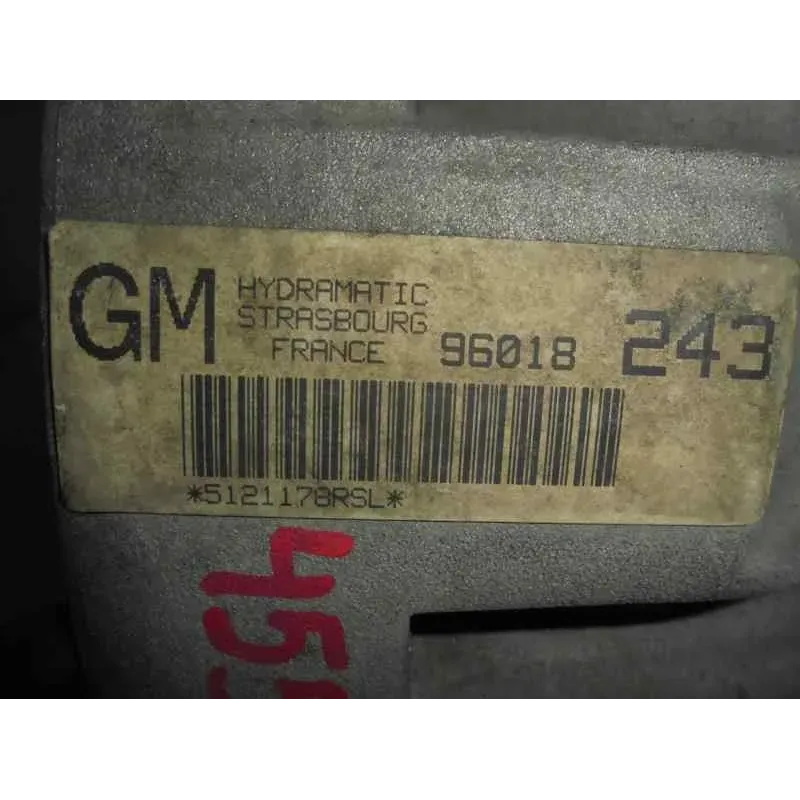 GM
HYDRAMATIC
STRASBOURG
FRANCE 96018 243
*5121178RSL*